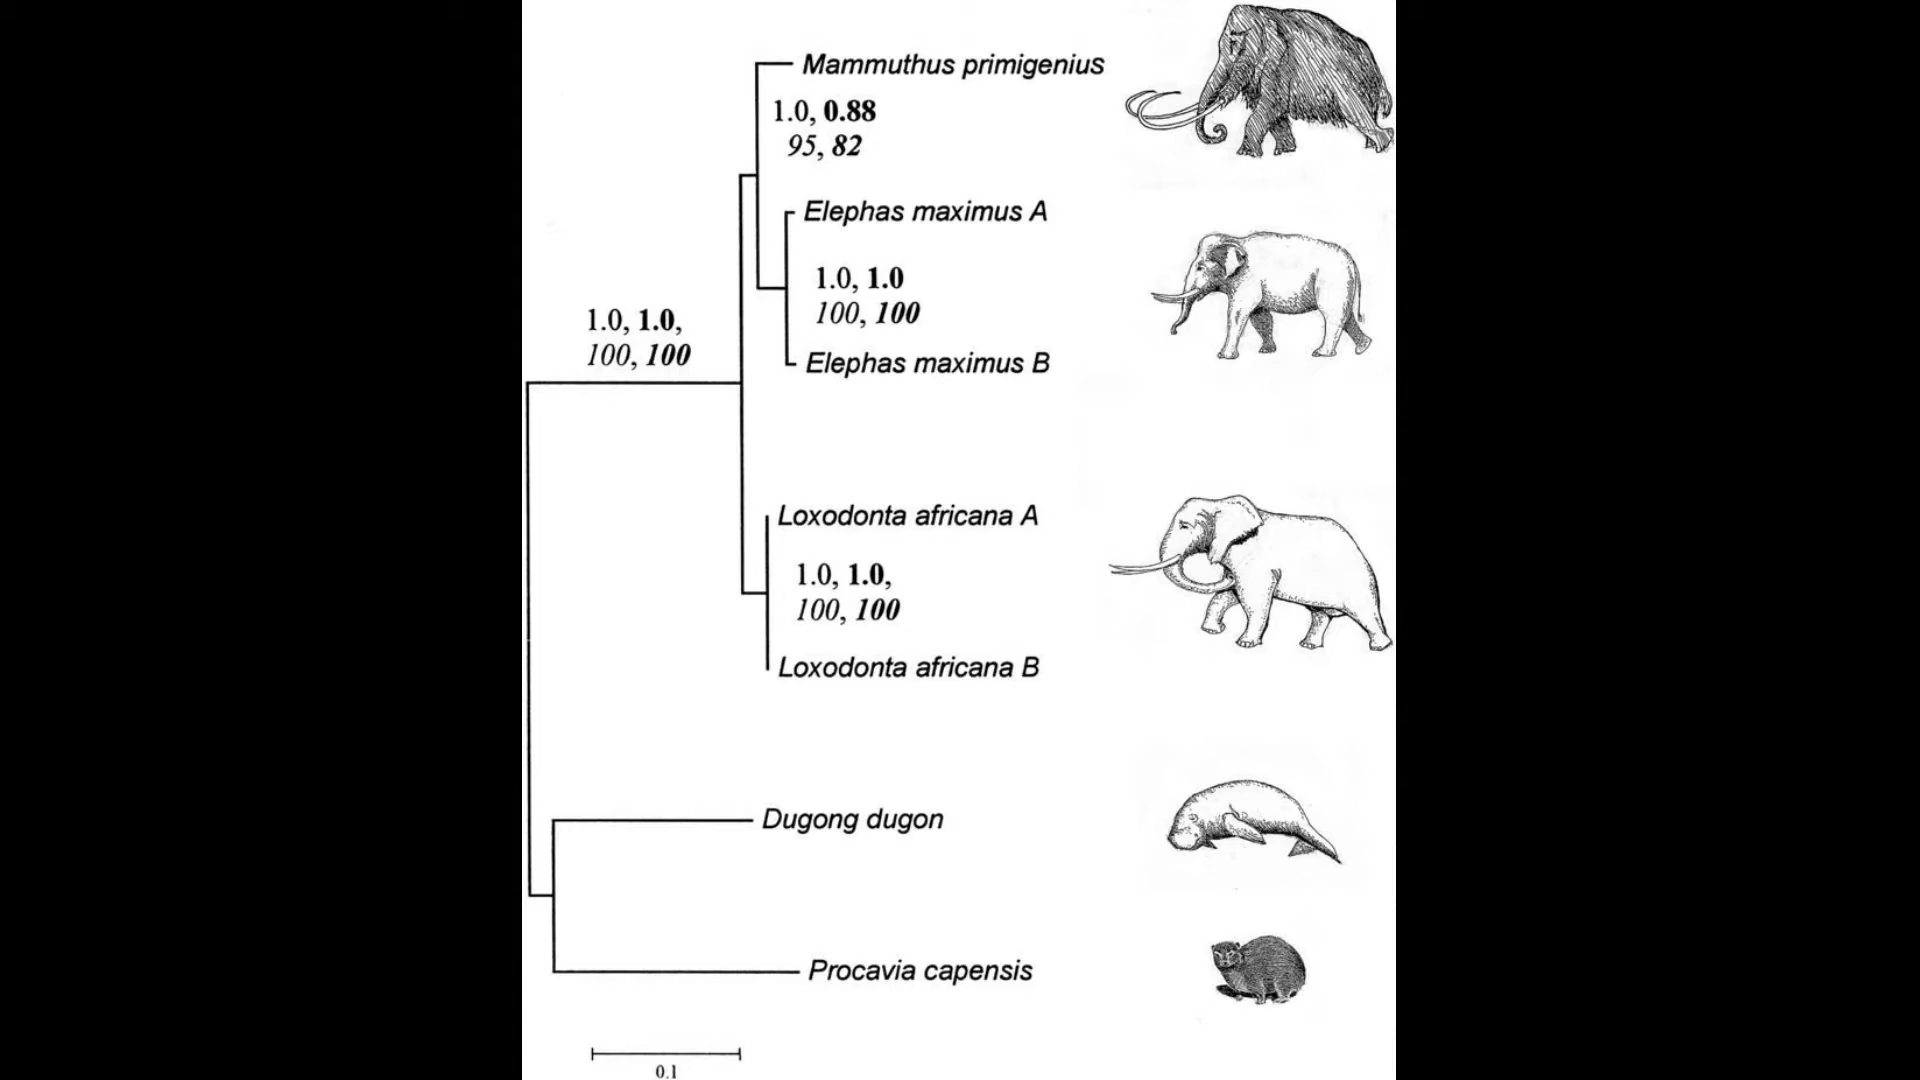 Mammuthus primigenius
1.0, 0.88
95, 82
Elephas maximus A
1.0, 1.0
100, 100
Elephas maximus B
1.0, 1.0,
100, 100
Loxodonta africana A
1.0, 1.0,
100, 100
Loxodonta africana B
Dugong dugon
Procavia capensis
0.1